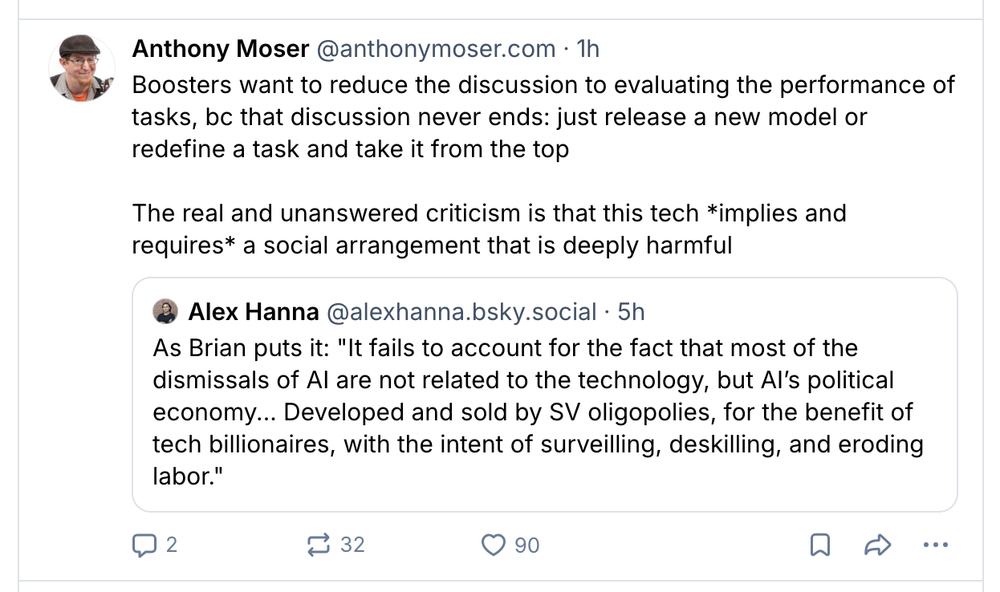 Anthony Moser @anthonymoser.com · 1h
Boosters want to reduce the discussion to evaluating the performance of
tasks, bc that discussion never ends: just release a new model or
redefine a task and take it from the top
The real and unanswered criticism is that this tech *implies and
requires* a social arrangement that is deeply harmful
Alex Hanna @alexhanna.bsky.social · 5h
As Brian puts it: "It fails to account for the fact that most of the
dismissals of AI are not related to the technology, but AI’s political
economy... Developed and sold by SV oligopolies, for the benefit of
tech billionaires, with the intent of surveilling, deskilling, and eroding
labor."
2 32 90